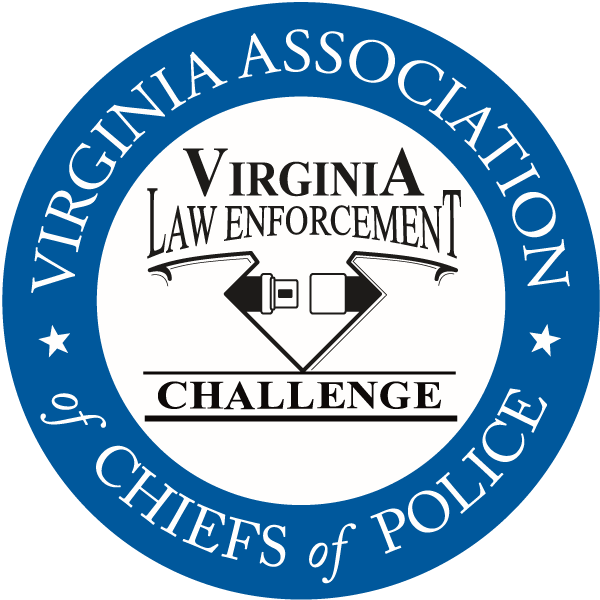 VIRGINIA ASSOCIATION
of CHIEFS of POLICE
VIRGINIA
LAW ENFORCEMENT
CHALLENGE